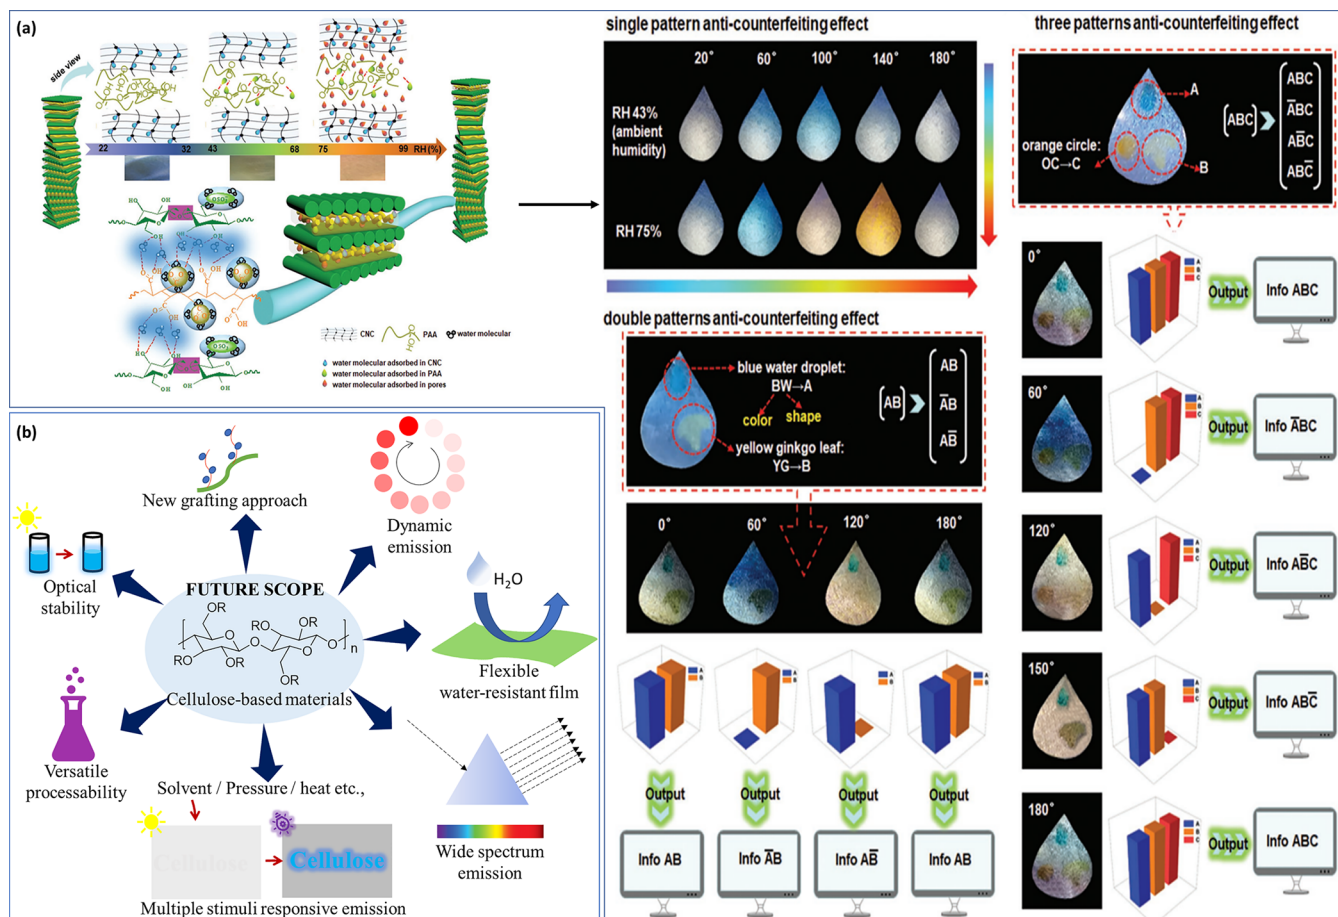 (a)
side view
22
32
43
68
75
99
RH (%)
CNC
PAA
water molecular
water molecular adsorbed in CNC
water molecular adsorbed in PAA
water molecular adsorbed in pores
single pattern anti-counterfeiting effect
20°
60°
100°
140°
180°
RH 43%
(ambient
humidity)
RH 75%
double patterns anti-counterfeiting effect
blue water droplet:
BW→A
color
shape
yellow ginkgo leaf:
YG→B
(AB)
AB
A̅B
AB̅
0°
60°
120°
180°
A
B
A
B
A
B
A
B
Output
Output
Output
Output
Info AB
Info A̅B
Info AB̅
Info AB
three patterns anti-counterfeiting effect
A
orange circle:
OC→C
B
(ABC)
ABC
A̅BC
AB̅C
ABC̅
0°
A
B
C
Output
Info ABC
60°
A
B
C
Output
Info A̅BC
120°
A
B
C
Output
Info AB̅C
150°
A
B
C
Output
Info ABC̅
180°
A
B
C
Output
Info ABC
(b)
New grafting approach
Dynamic
emission
Optical
stability
FUTURE SCOPE
OR
OR
OR
RO
RO
O
O
O
OR
OR
n
Cellulose-based materials
H₂O
Flexible
water-resistant film
Versatile
processability
Solvent / Pressure / heat etc.,
Cellulose
Cellulose
Multiple stimuli responsive emission
Wide spectrum
emission